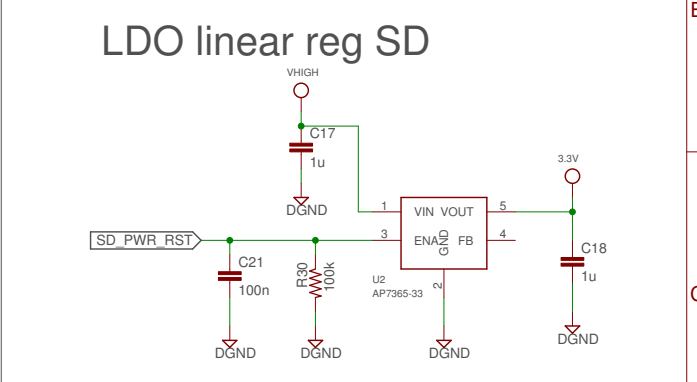 LDO linear reg SD
VHIGH
C17
1u
DGND
3.3V
1 VIN VOUT 5
SD_PWR_RST
3 ENA GND FB 4
C21
100n
R30
100k
U2
AP7365-33
2
C18
1u
DGND
DGND
DGND
DGND